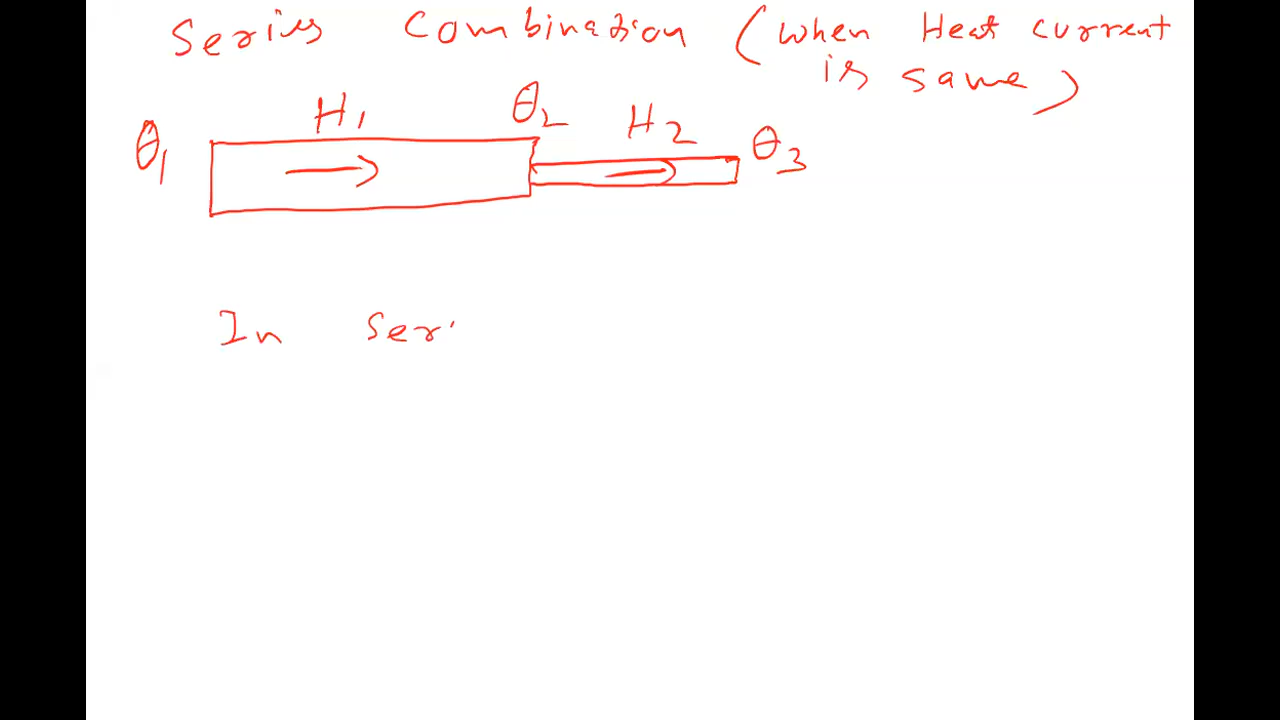 Series Combination (when Heat current
is same)
H1 θ2 H2
θ1 θ3
In Ser